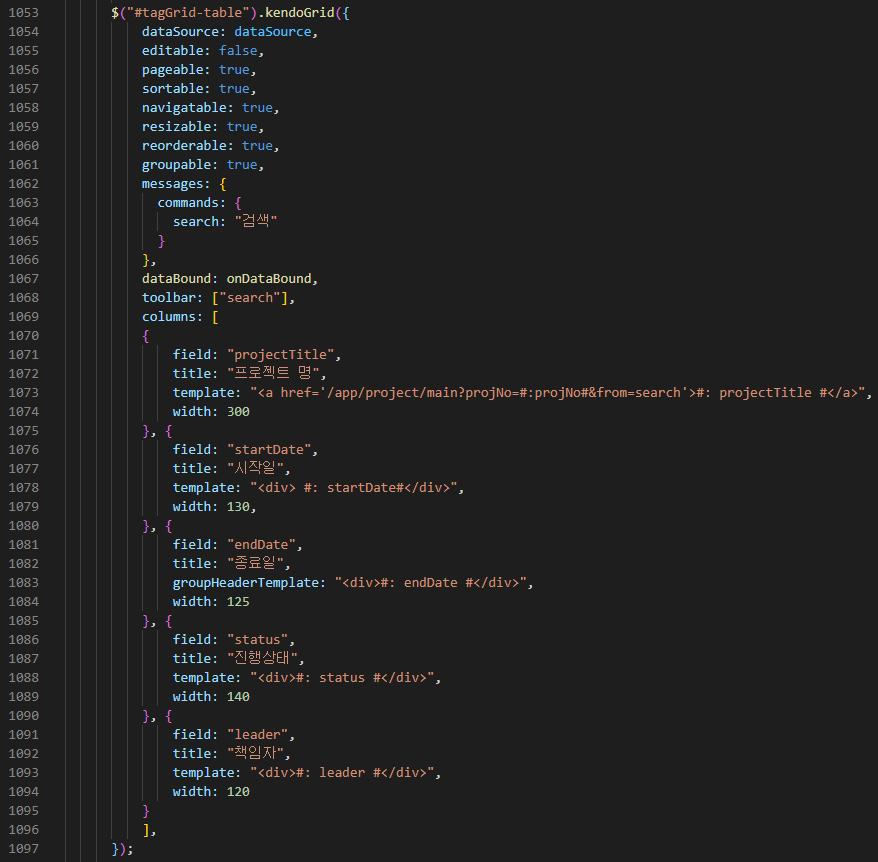 1053 $("#tagGrid-table").kendoGrid({
1054 dataSource: dataSource,
1055 editable: false,
1056 pageable: true,
1057 sortable: true,
1058 navigatable: true,
1059 resizable: true,
1060 reorderable: true,
1061 groupable: true,
1062 messages: {
1063 commands: {
1064 search: "검색"
1065 }
1066 },
1067 dataBound: onDataBound,
1068 toolbar: ["search"],
1069 columns: [
1070 {
1071 field: "projectTitle",
1072 title: "프로젝트 명",
1073 template: "<a href='/app/project/main?projNo=#:projNo#&from=search'>#: projectTitle #</a>",
1074 width: 300
1075 }, {
1076 field: "startDate",
1077 title: "시작일",
1078 template: "<div> #: startDate#</div>",
1079 width: 130,
1080 }, {
1081 field: "endDate",
1082 title: "종료일",
1083 groupHeaderTemplate: "<div>#: endDate #</div>",
1084 width: 125
1085 }, {
1086 field: "status",
1087 title: "진행상태",
1088 template: "<div>#: status #</div>",
1089 width: 140
1090 }, {
1091 field: "leader",
1092 title: "책임자",
1093 template: "<div>#: leader #</div>",
1094 width: 120
1095 }
1096 ],
1097 });